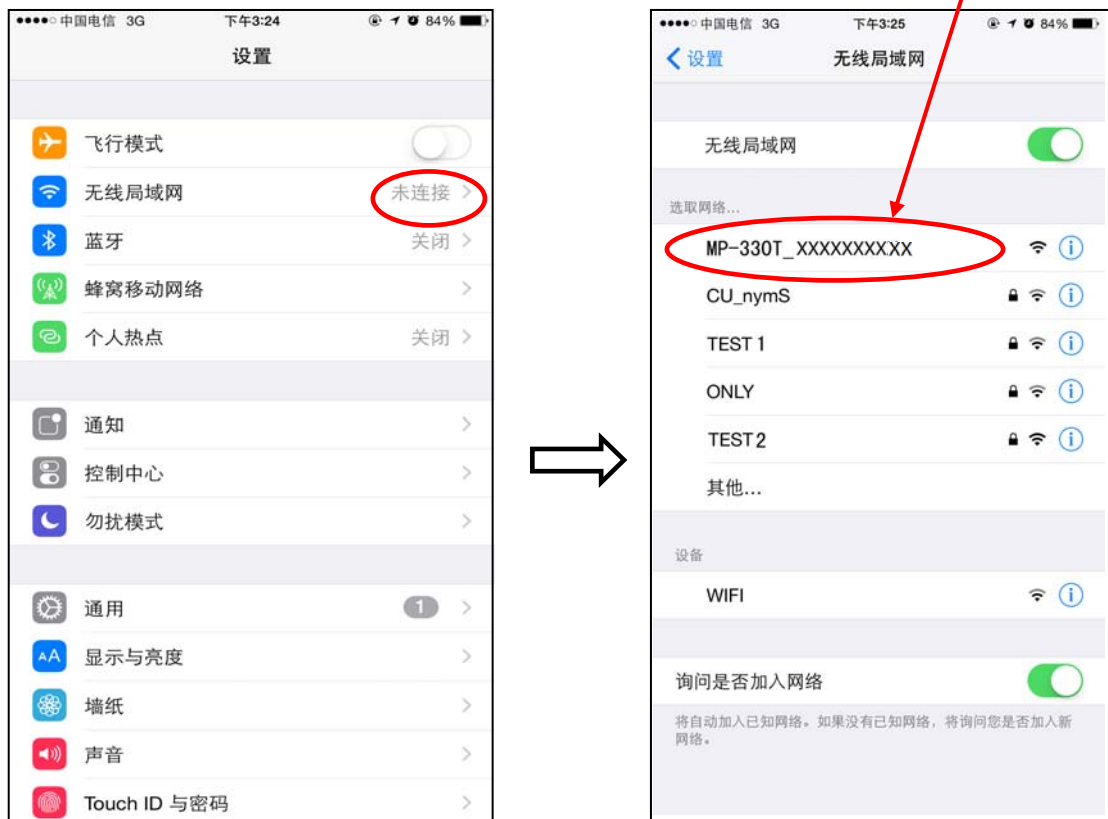 中国电信 3G 下午3:24 84%
设置
飞行模式
无线局域网 未连接
蓝牙 关闭
蜂窝移动网络
个人热点 关闭
通知
控制中心
勿扰模式
通用 1
AA 显示与亮度
墙纸
声音
Touch ID 与密码
中国电信 3G 下午3:25 84%
设置 无线局域网
无线局域网
选取网络...
MP-330T_XXXXXXXXXX
CU_nymS
TEST 1
ONLY
TEST 2
其他...
设备
WIFI
询问是否加入网络
将自动加入已知网络。如果没有已知网络，将询问您是否加入新
网络。